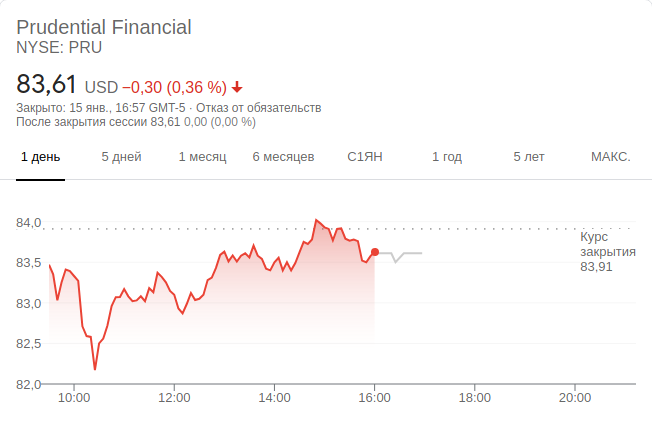 Prudential Financial
NYSE: PRU
83,61 USD −0,30 (0,36 %)
Закрыто: 15 янв., 16:57 GMT-5 · Отказ от обязательств
После закрытия сессии 83,61 0,00 (0,00 %)
1 день 5 дней 1 месяц 6 месяцев С1ЯН 1 год 5 лет МАКС.
84,0
Курс
закрытия
83,91
83,5
83,0
82,5
82,0
10:00 12:00 14:00 16:00 18:00 20:00